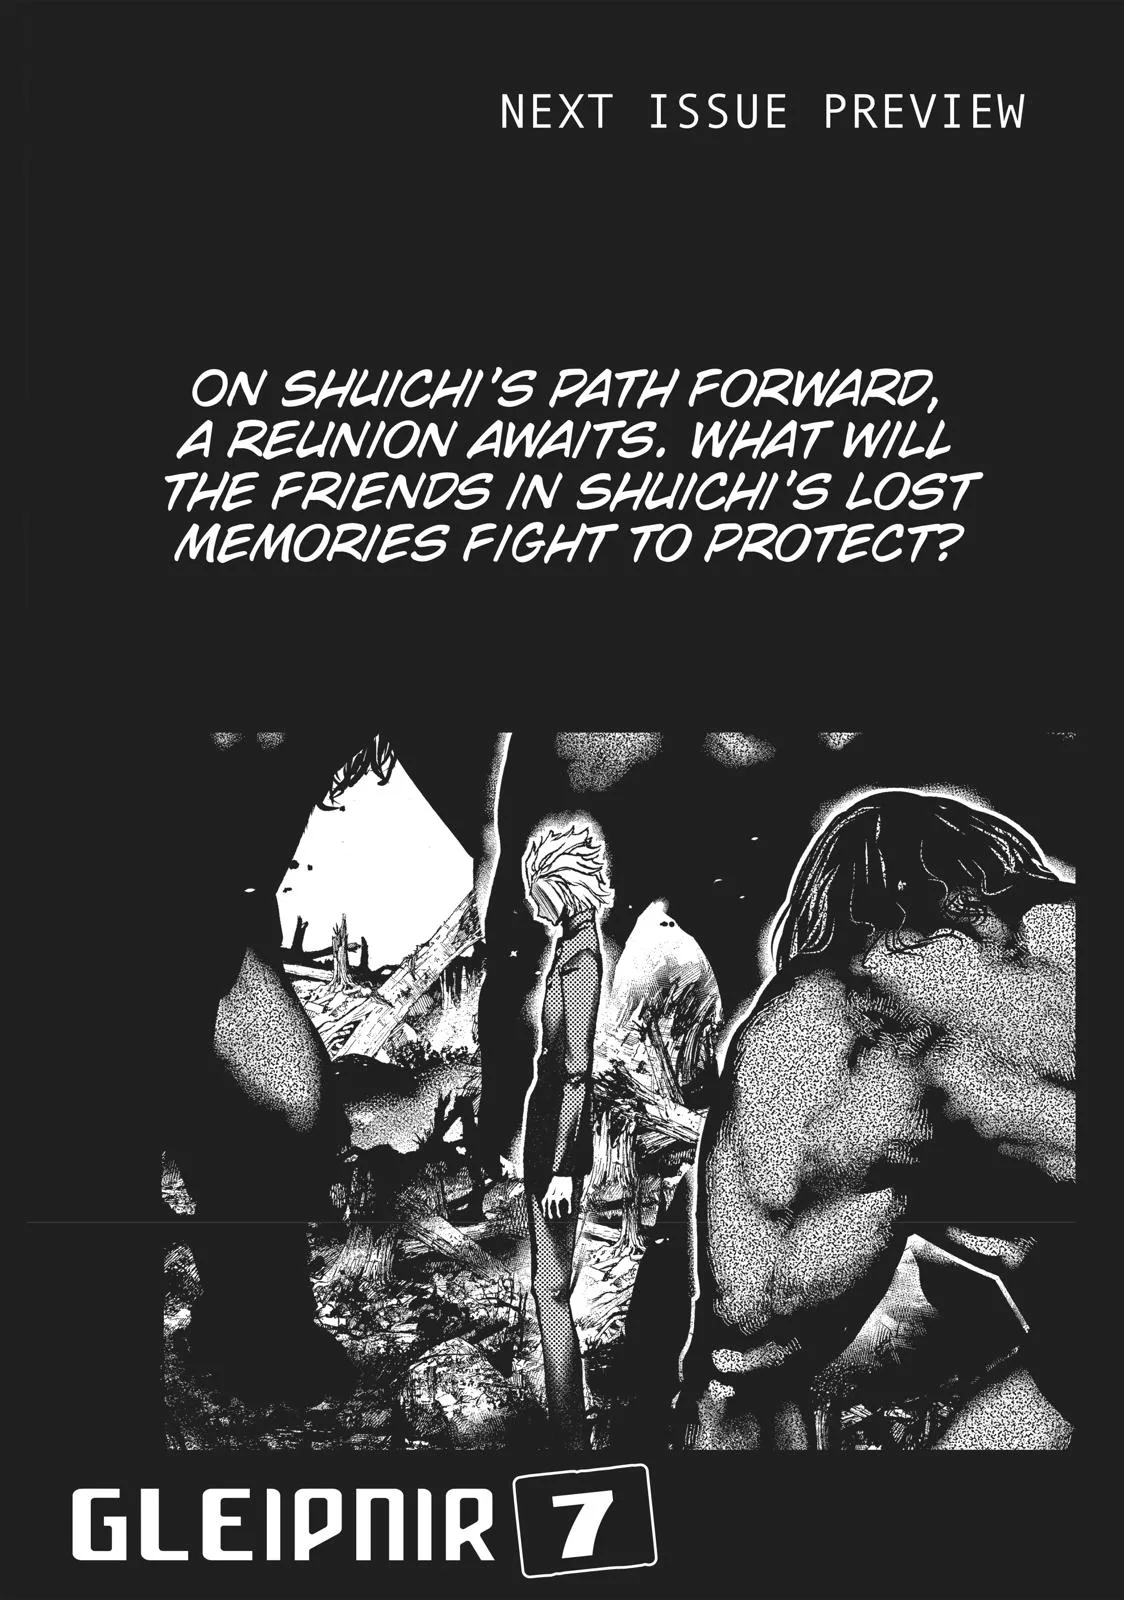 NEXT ISSUE PREVIEW
ON SHUICHI'S PATH FORWARD,
A REUNION AWAITS. WHAT WILL
THE FRIENDS IN SHUICHI'S LOST
MEMORIES FIGHT TO PROTECT?
GLEIPNIR 7